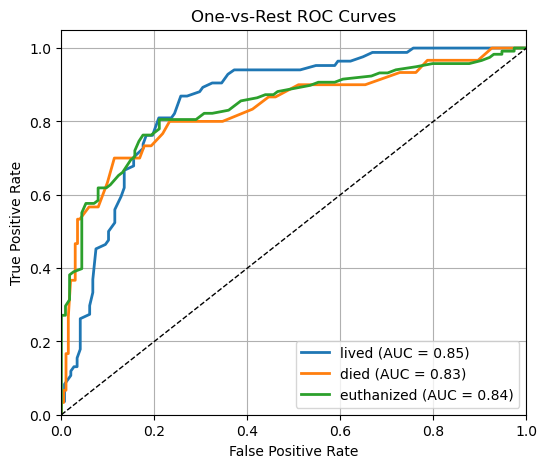 One-vs-Rest ROC Curves
True Positive Rate
1.0
0.8
0.6
0.4
0.2
0.0
lived (AUC = 0.85)
died (AUC = 0.83)
euthanized (AUC = 0.84)
0.0 0.2 0.4 0.6 0.8 1.0
False Positive Rate